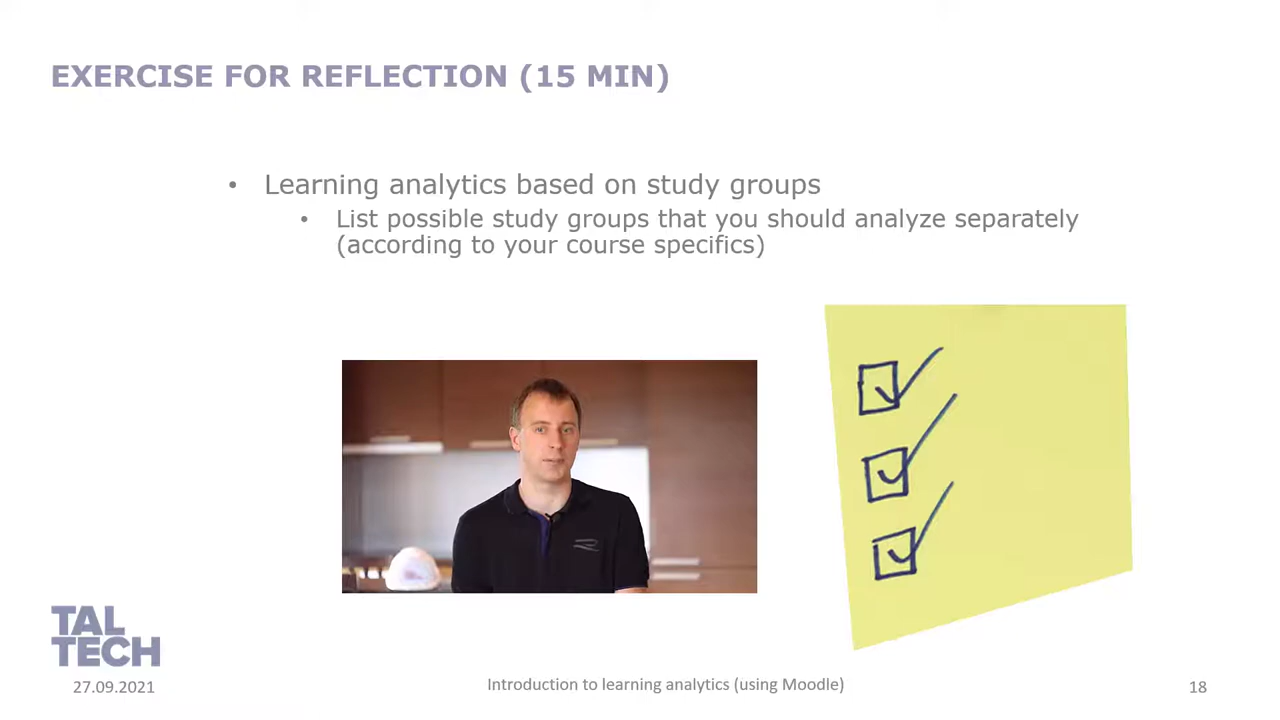 EXERCISE FOR REFLECTION (15 MIN)
• Learning analytics based on study groups
• List possible study groups that you should analyze separately
(according to your course specifics)
TAL
TECH
27.09.2021
Introduction to learning analytics (using Moodle)
18